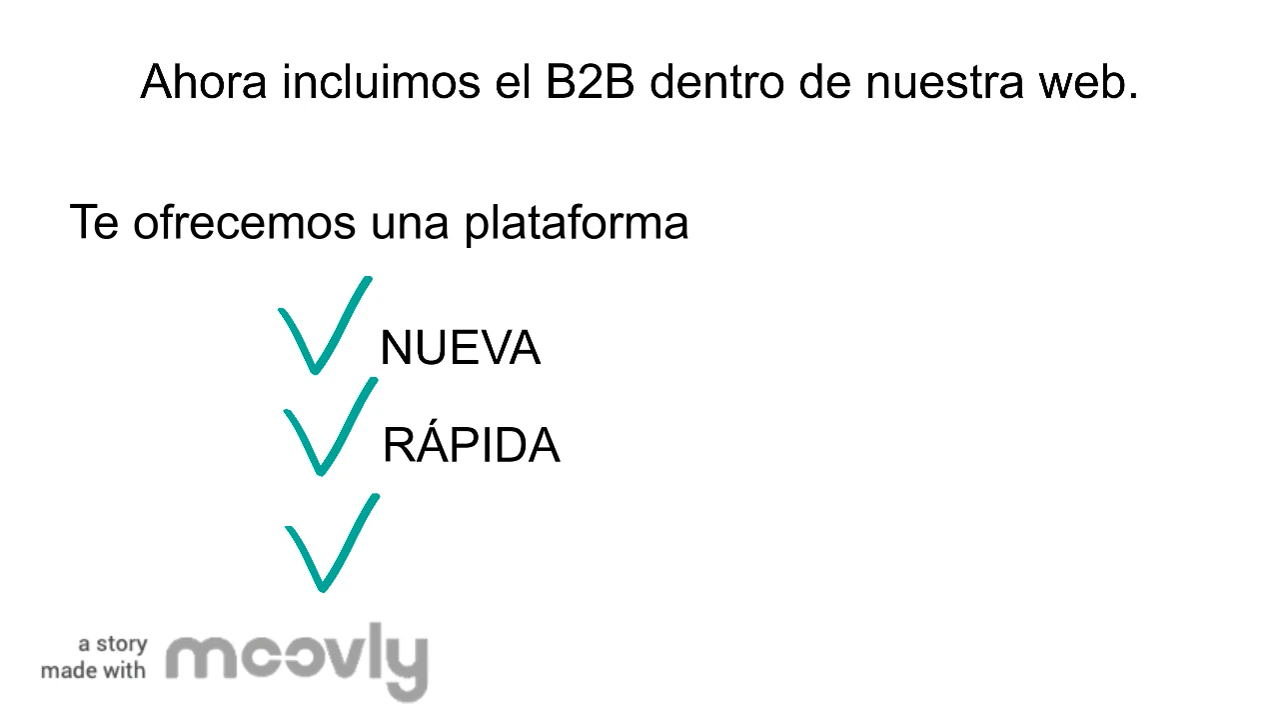 Ahora incluimos el B2B dentro de nuestra web.
Te ofrecemos una plataforma
NUEVA
RÁPIDA
a story
made with moovly